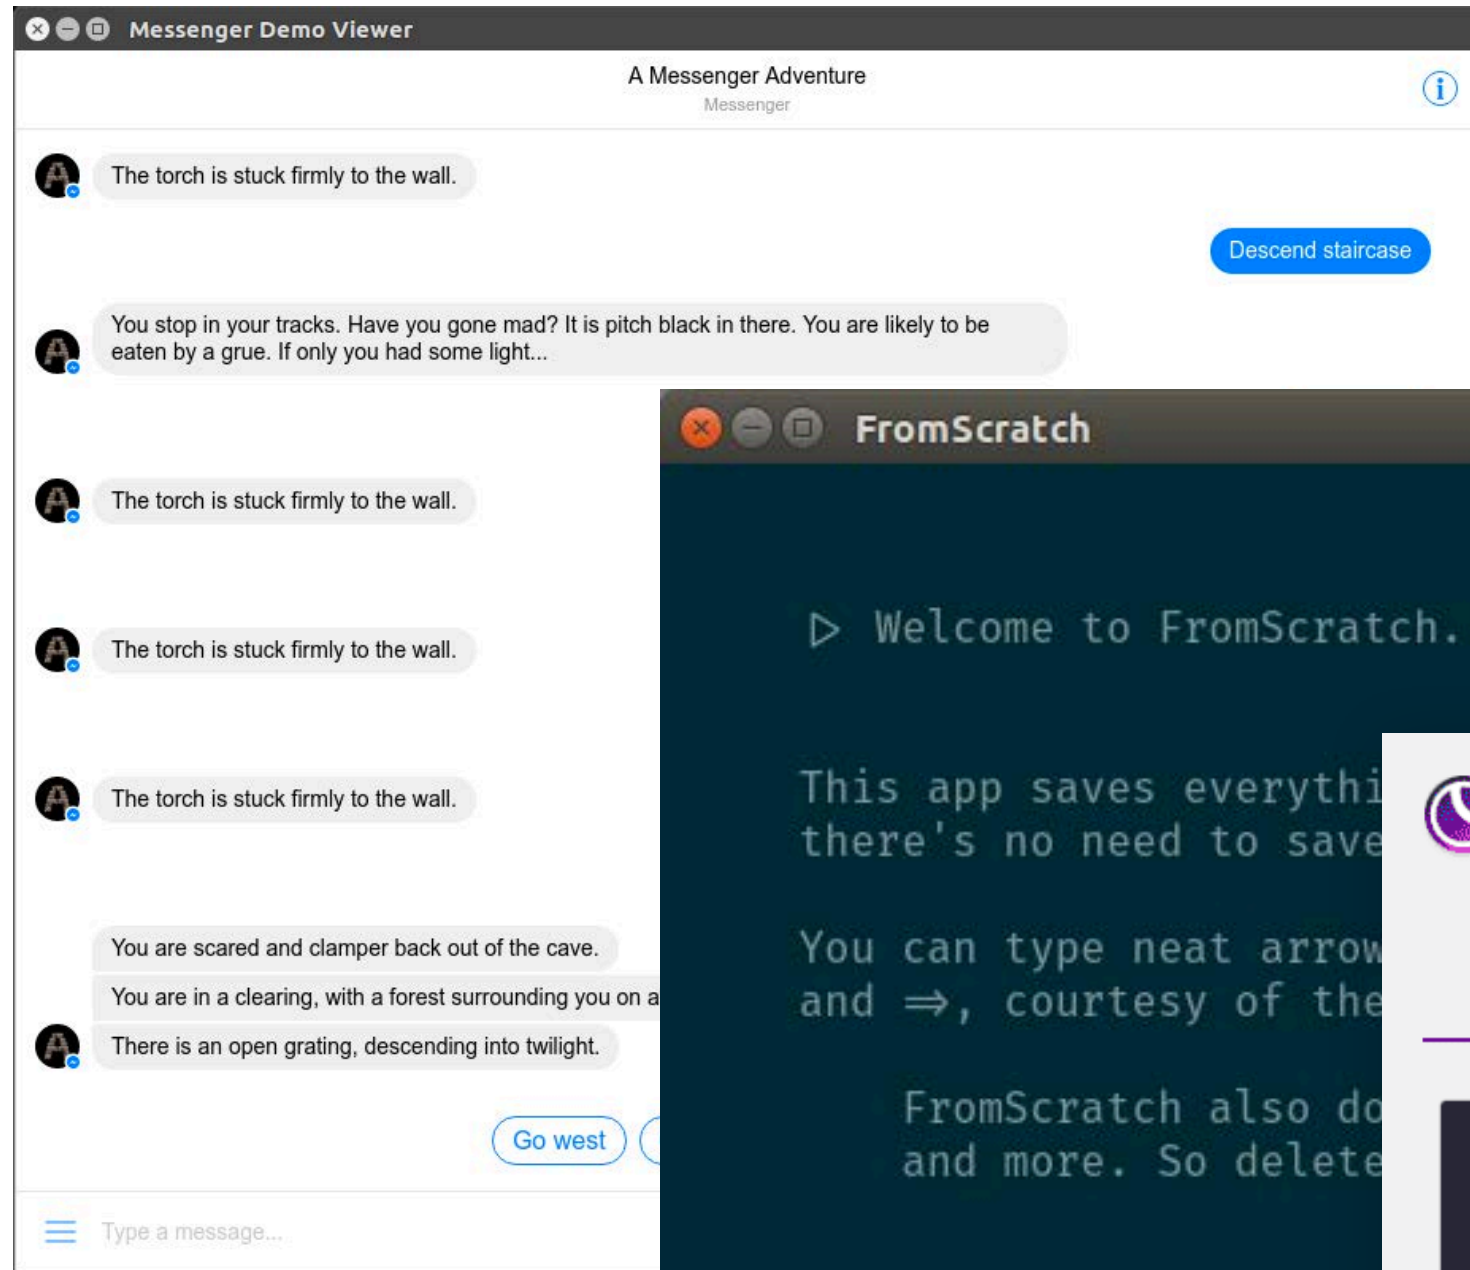 Messenger Demo Viewer
A Messenger Adventure
Messenger
The torch is stuck firmly to the wall.
Descend staircase
You stop in your tracks. Have you gone mad? It is pitch black in there. You are likely to be
eaten by a grue. If only you had some light...
The torch is stuck firmly to the wall.
The torch is stuck firmly to the wall.
The torch is stuck firmly to the wall.
You are scared and clamper back out of the cave.
You are in a clearing, with a forest surrounding you on a
There is an open grating, descending into twilight.
Go west
Type a message...
FromScratch
▷ Welcome to FromScratch.
This app saves everythi
there's no need to save
You can type neat arrow
and ⇒, courtesy of the
FromScratch also do
and more. So delete